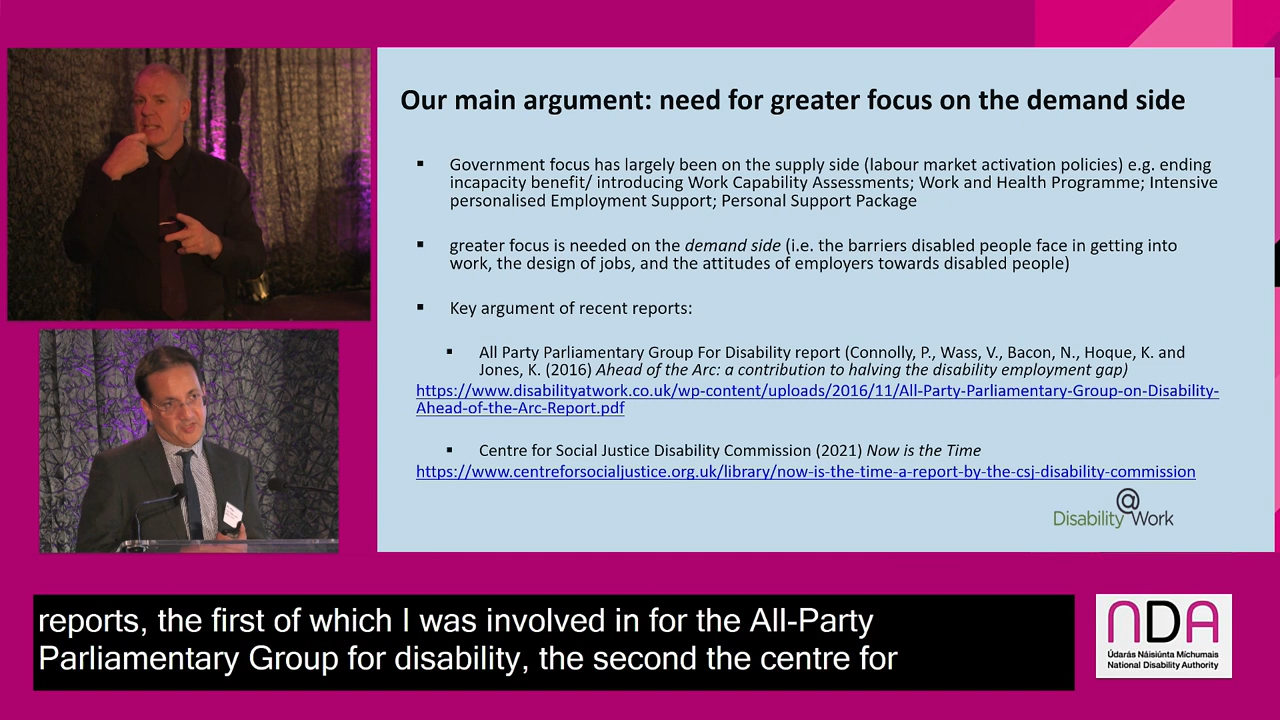 Our main argument: need for greater focus on the demand side
Government focus has largely been on the supply side (labour market activation policies) e.g. ending
incapacity benefit/ introducing Work Capability Assessments; Work and Health Programme; Intensive
personalised Employment Support; Personal Support Package
greater focus is needed on the demand side (i.e. the barriers disabled people face in getting into
work, the design of jobs, and the attitudes of employers towards disabled people)
Key argument of recent reports:
All Party Parliamentary Group For Disability report (Connolly, P., Wass, V., Bacon, N., Hoque, K. and
Jones, K. (2016) Ahead of the Arc: a contribution to halving the disability employment gap)
https://www.disabilityatwork.co.uk/wp-content/uploads/2016/11/All-Party-Parliamentary-Group-on-Disability-
Ahead-of-the-Arc-Report.pdf
Centre for Social Justice Disability Commission (2021) Now is the Time
https://www.centreforsocialjustice.org.uk/library/now-is-the-time-a-report-by-the-csj-disability-commission
Disability@Work
reports, the first of which I was involved in for the All-Party
Parliamentary Group for disability, the second the centre for
NDA
Údarás Náisiúnta Míchumais
National Disability Authority